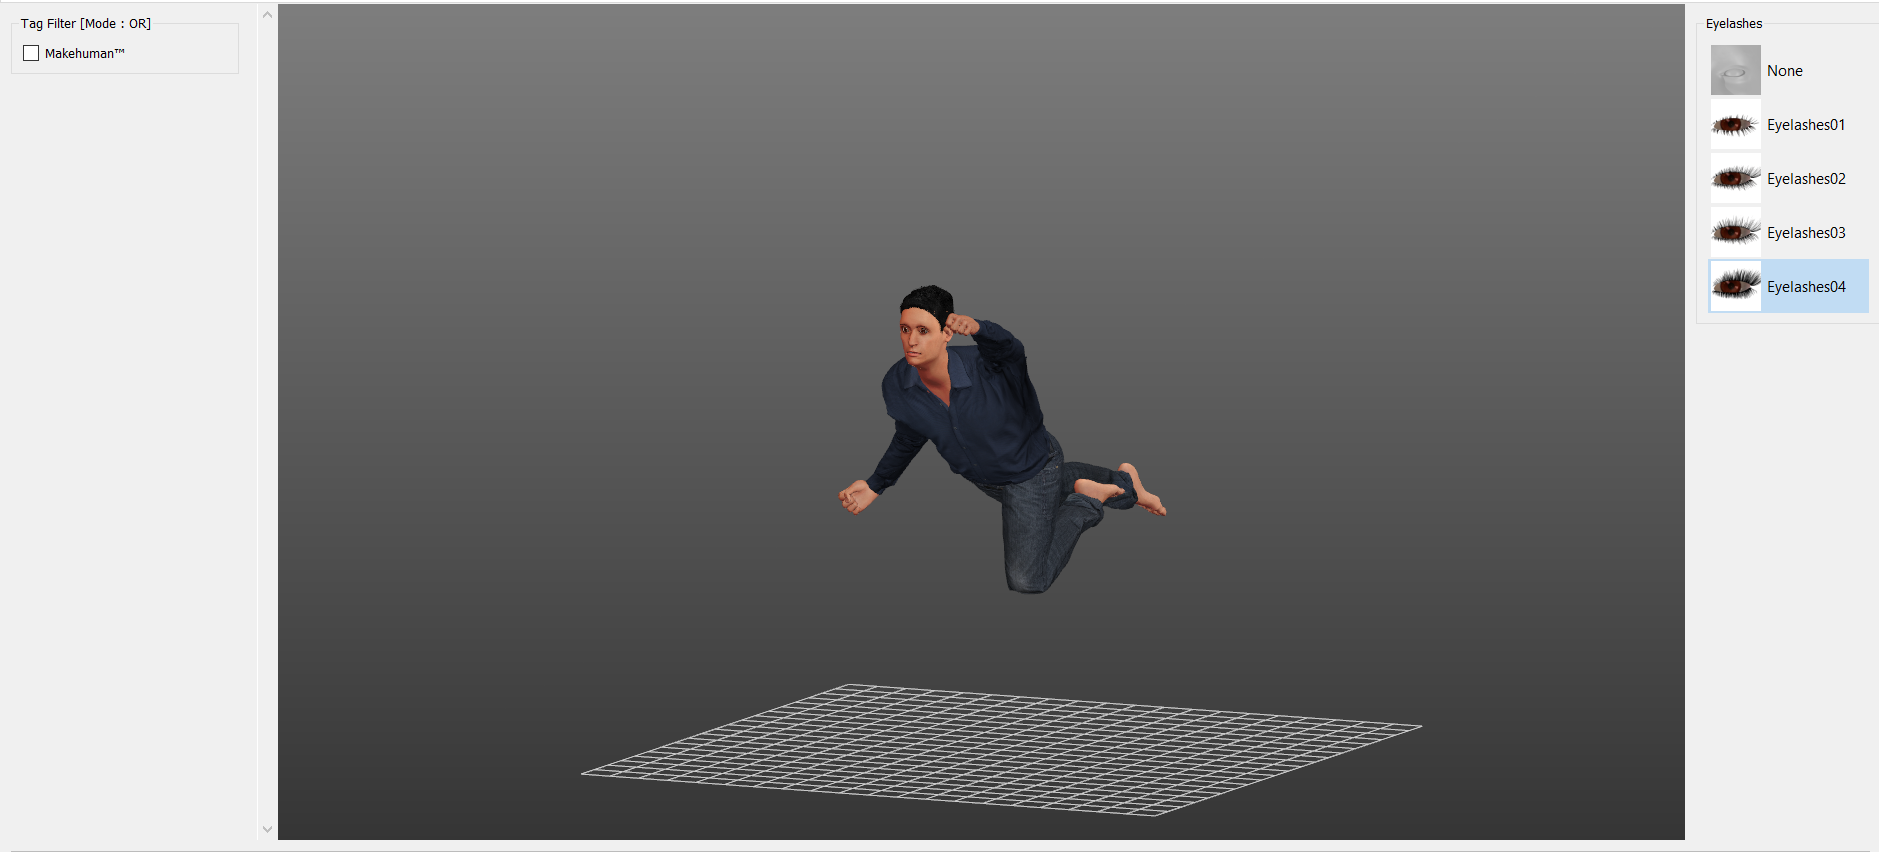 Tag Filter [Mode : OR]
Makehuman™
Eyelashes
None
Eyelashes01
Eyelashes02
Eyelashes03
Eyelashes04